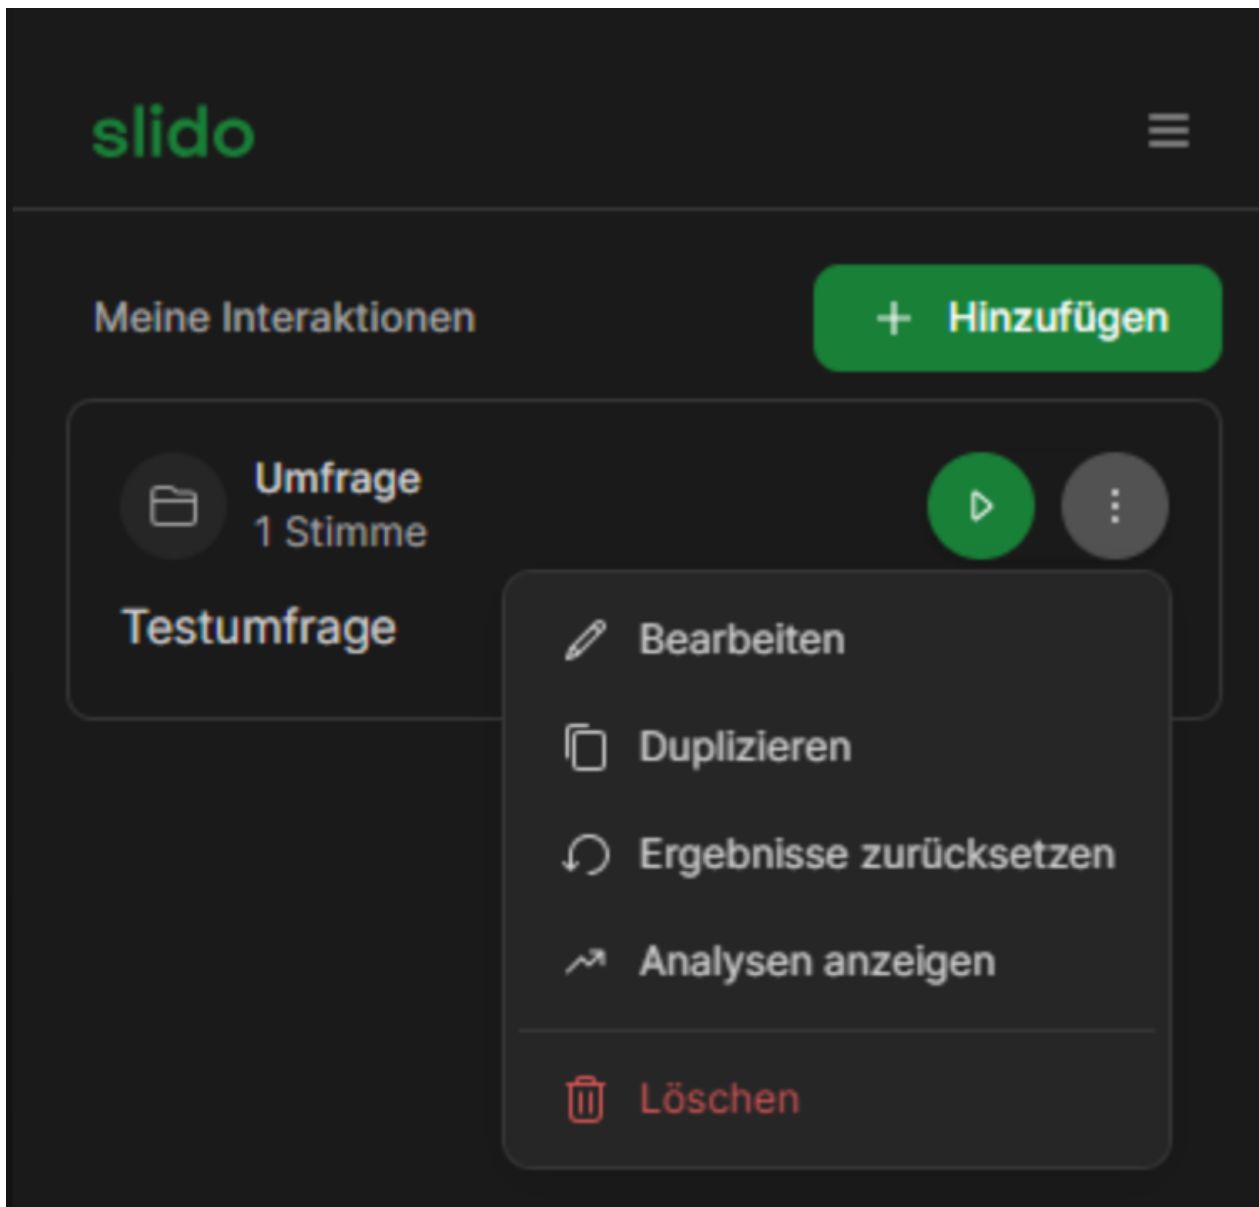 slido
Meine Interaktionen
+ Hinzufügen
Umfrage
1 Stimme
Testumfrage
Bearbeiten
Duplizieren
Ergebnisse zurücksetzen
Analysen anzeigen
Löschen